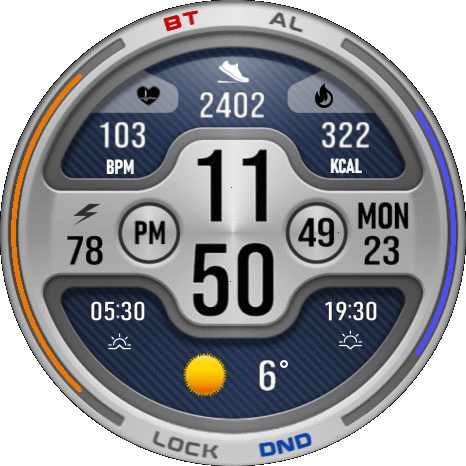 BT AL
2402
103 322
BPM KCAL
11
78 PM 49 MON
23
50
05:30 19:30
6°
LOCK DND